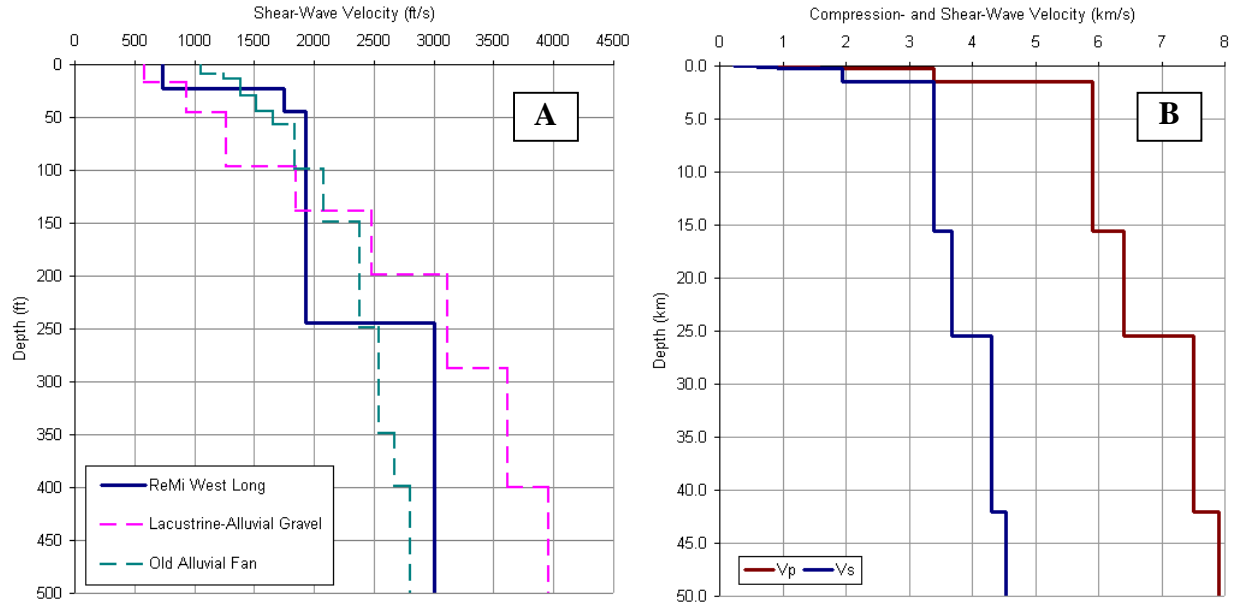 Shear-Wave Velocity (ft/s)
0 500 1000 1500 2000 2500 3000 3500 4000 4500
0
50
100
150
200
250
300
350
400
450
500
Depth (ft)
A
ReMi West Long
Lacustrine-Alluvial Gravel
Old Alluvial Fan
Compression- and Shear-Wave Velocity (km/s)
0 1 2 3 4 5 6 7 8
0.0
5.0
10.0
15.0
20.0
25.0
30.0
35.0
40.0
45.0
50.0
Depth (km)
B
Vp Vs